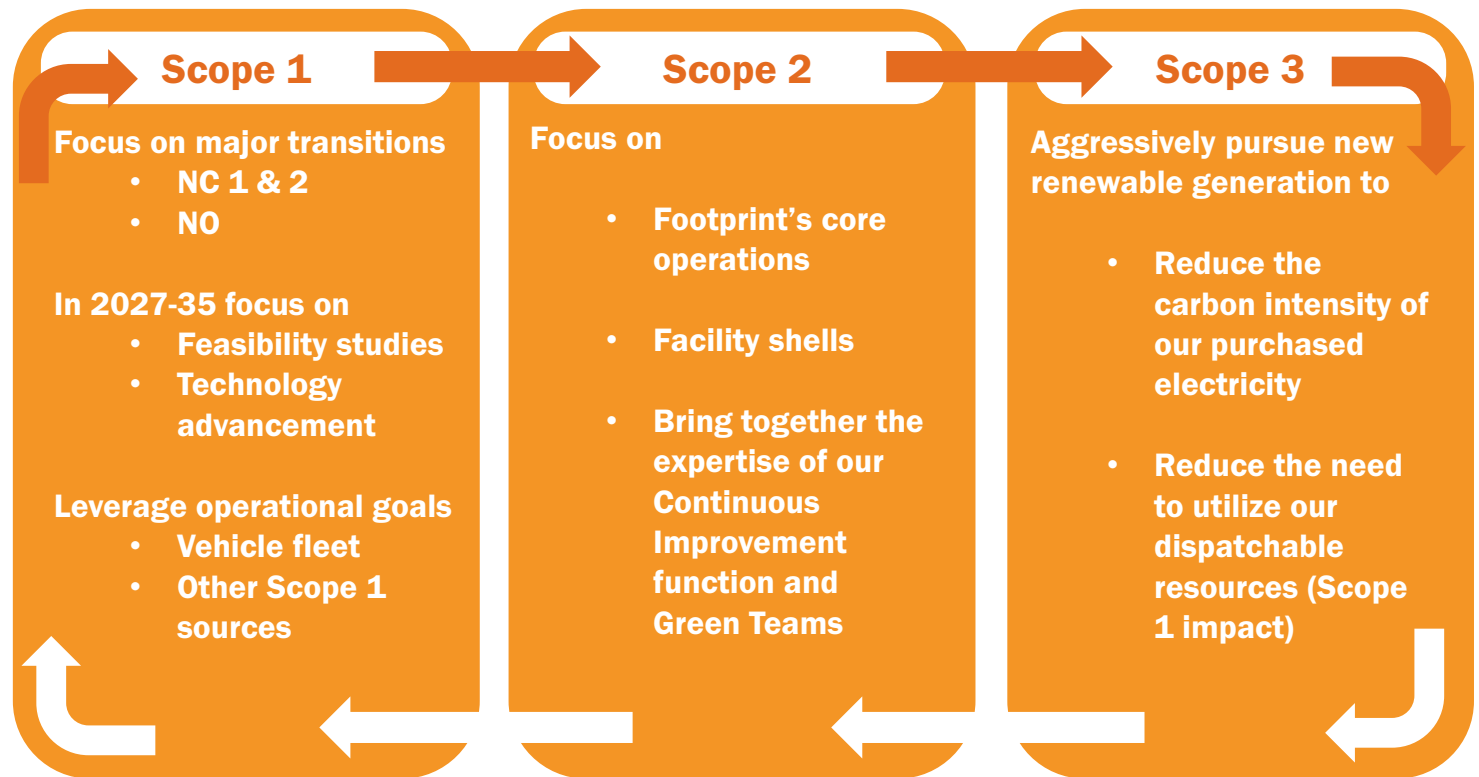 Scope 1
Focus on major transitions
• NC 1 & 2
• NO
In 2027-35 focus on
• Feasibility studies
• Technology
advancement
Leverage operational goals
• Vehicle fleet
• Other Scope 1
sources
Scope 2
Focus on
• Footprint’s core
operations
• Facility shells
• Bring together the
expertise of our
Continuous
Improvement
function and
Green Teams
Scope 3
Aggressively pursue new
renewable generation to
• Reduce the
carbon intensity of
our purchased
electricity
• Reduce the need
to utilize our
dispatchable
resources (Scope
1 impact)